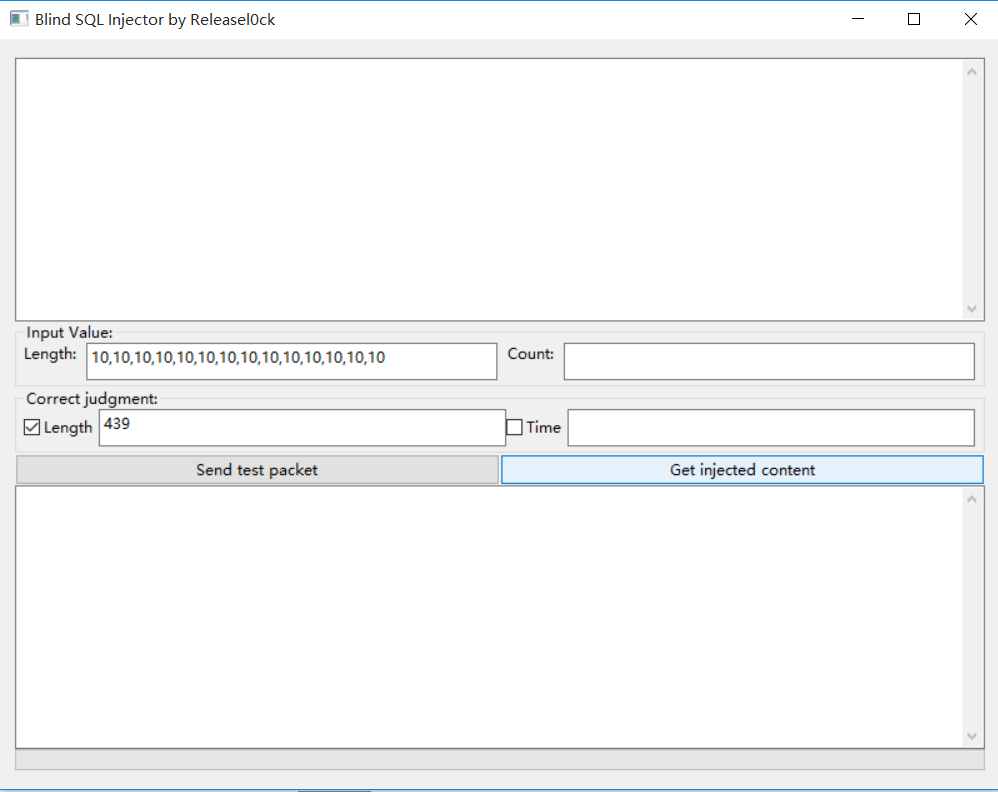 Blind SQL Injector by Releasel0ck
Input Value:
Length: 10,10,10,10,10,10,10,10,10,10,10,10,10,10 Count:
Correct judgment:
Length 439 Time
Send test packet Get injected content